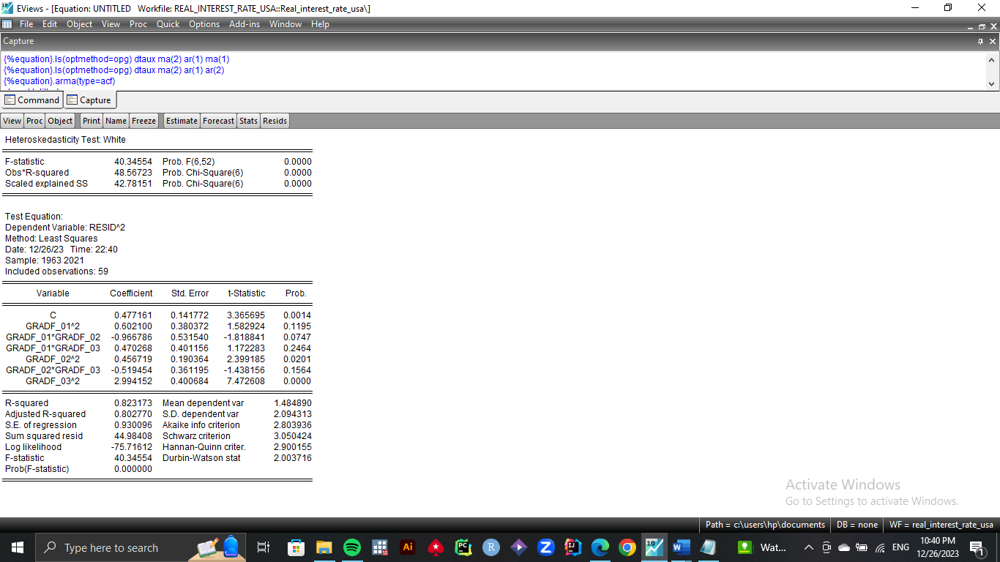 EViews - [Equation: UNTITLED   Workfile: REAL_INTEREST_RATE_USA::Real_interest_rate_usa\]
File Edit Object View Proc Quick Options Add-ins Window Help
Capture
{%equation}.ls(optmethod=opg) dtaux ma(2) ar(1) ma(1)
{%equation}.ls(optmethod=opg) dtaux ma(2) ar(1) ar(2)
{%equation}.arma(type=acf)
Command Capture
View Proc Object Print Name Freeze Estimate Forecast Stats Resids
Heteroskedasticity Test: White
F-statistic 40.34554 Prob. F(6,52) 0.0000
Obs*R-squared 48.56723 Prob. Chi-Square(6) 0.0000
Scaled explained SS 42.78151 Prob. Chi-Square(6) 0.0000
Test Equation:
Dependent Variable: RESID^2
Method: Least Squares
Date: 12/26/23 Time: 22:40
Sample: 1963 2021
Included observations: 59
Variable Coefficient Std. Error t-Statistic Prob.
C 0.477161 0.141772 3.365695 0.0014
GRADF_01^2 0.602100 0.380372 1.582924 0.1195
GRADF_01*GRADF_02 -0.966786 0.531540 -1.818841 0.0747
GRADF_01*GRADF_03 0.470268 0.401156 1.172283 0.2464
GRADF_02^2 0.456719 0.190364 2.399185 0.0201
GRADF_02*GRADF_03 -0.519454 0.361195 -1.438156 0.1564
GRADF_03^2 2.994152 0.400684 7.472608 0.0000
R-squared 0.823173 Mean dependent var 1.484890
Adjusted R-squared 0.802770 S.D. dependent var 2.094313
S.E. of regression 0.930096 Akaike info criterion 2.803936
Sum squared resid 44.98408 Schwarz criterion 3.050424
Log likelihood -75.71612 Hannan-Quinn criter. 2.900155
F-statistic 40.34554 Durbin-Watson stat 2.003716
Prob(F-statistic) 0.000000
Activate Windows
Go to Settings to activate Windows.
Path = c:\users\hp\documents DB = none WF = real_interest_rate_usa
Type here to search Wat... ENG 10:40 PM
12/26/2023